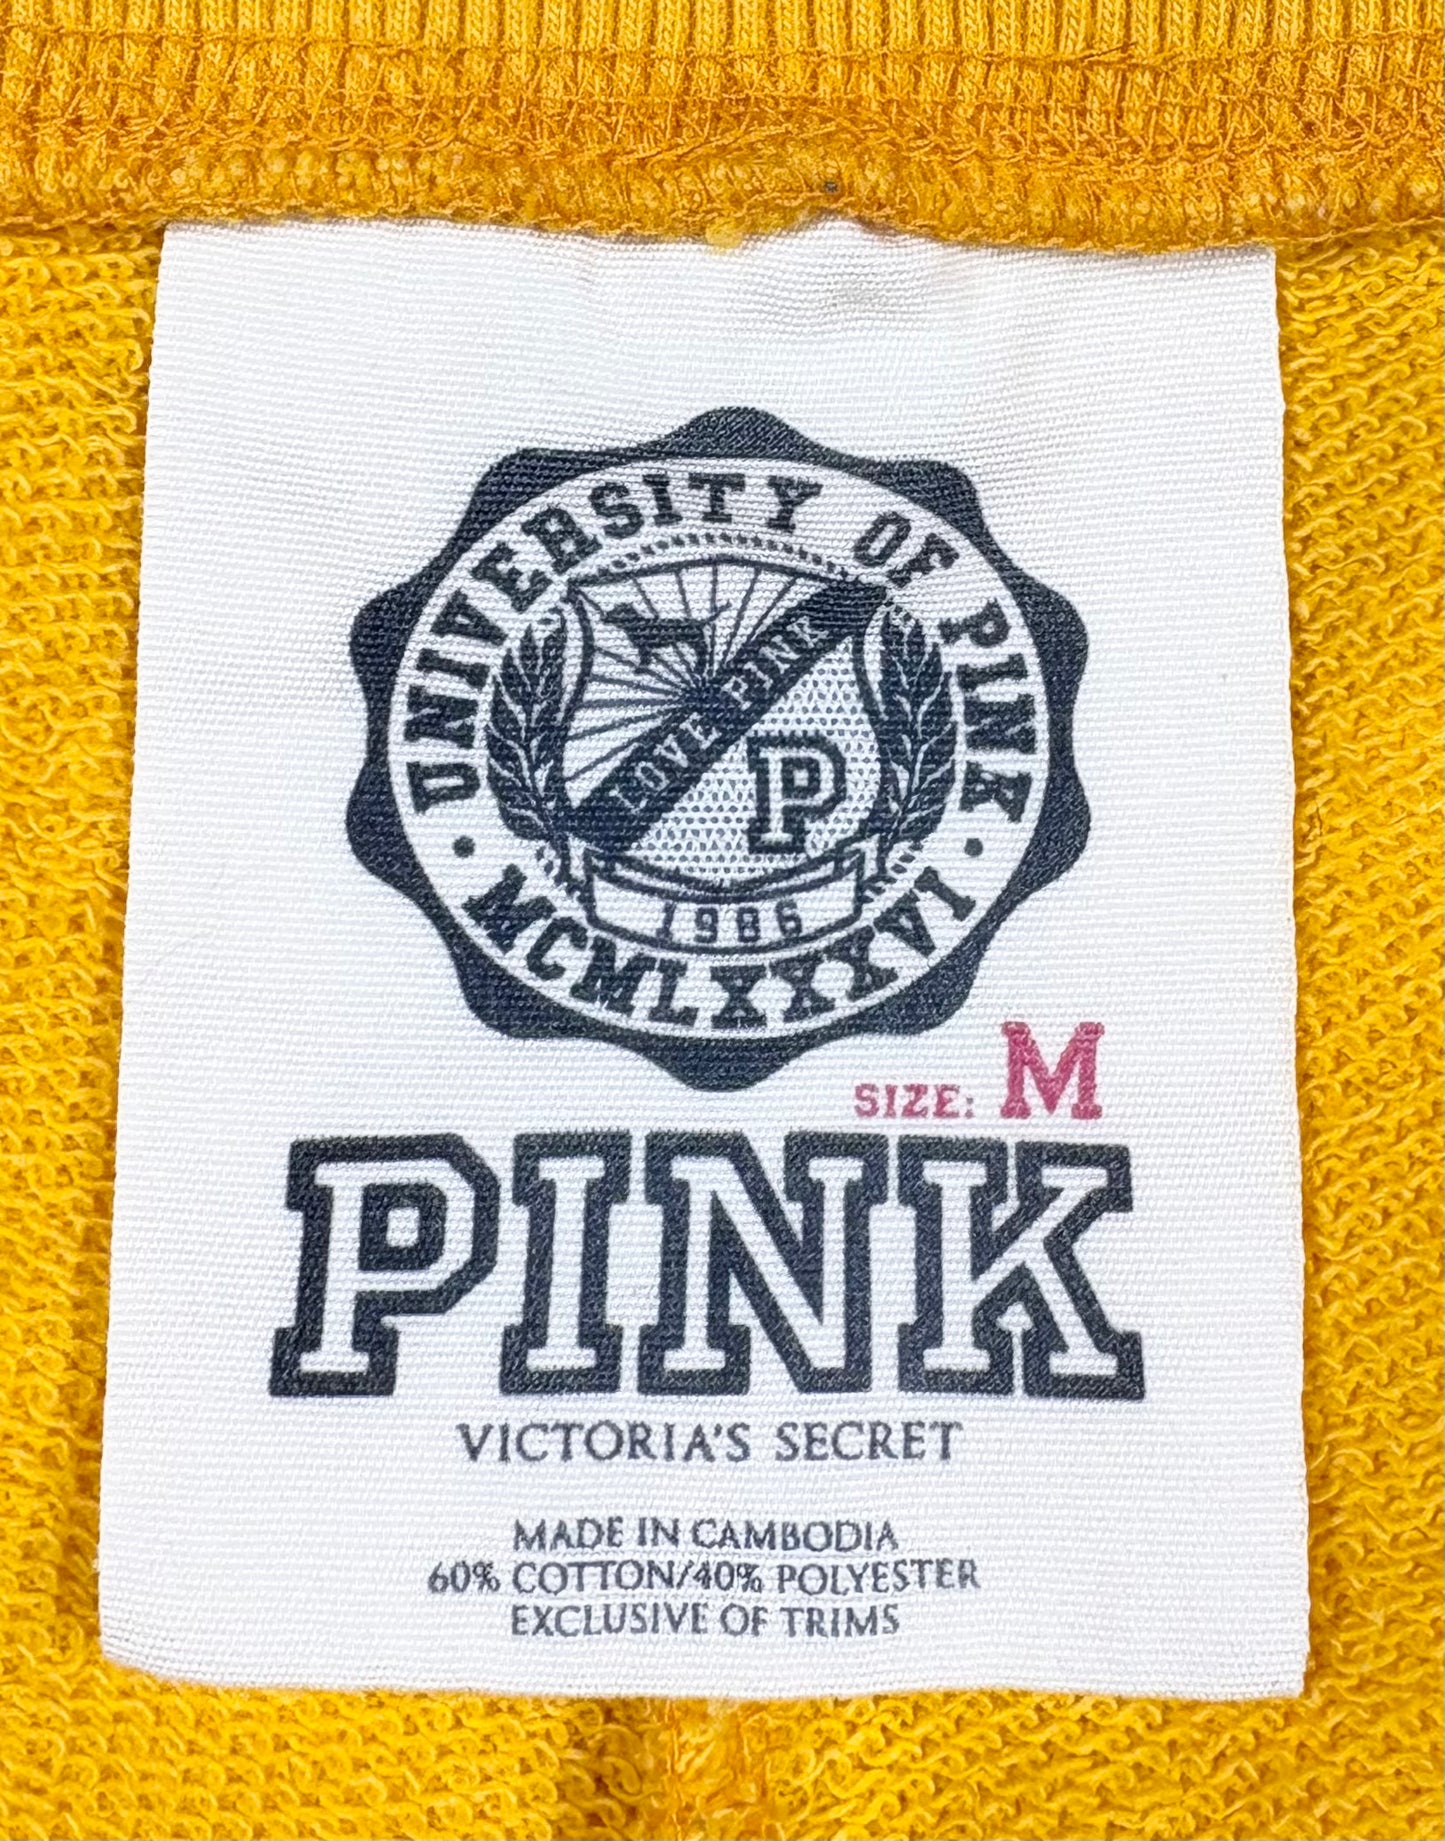 UNIVERSITY OF PINK
LOVE PINK
P
1986
· MCMLXXXVI ·
SIZE: M
PINK
VICTORIA'S SECRET
MADE IN CAMBODIA
60% COTTON/40% POLYESTER
EXCLUSIVE OF TRIMS